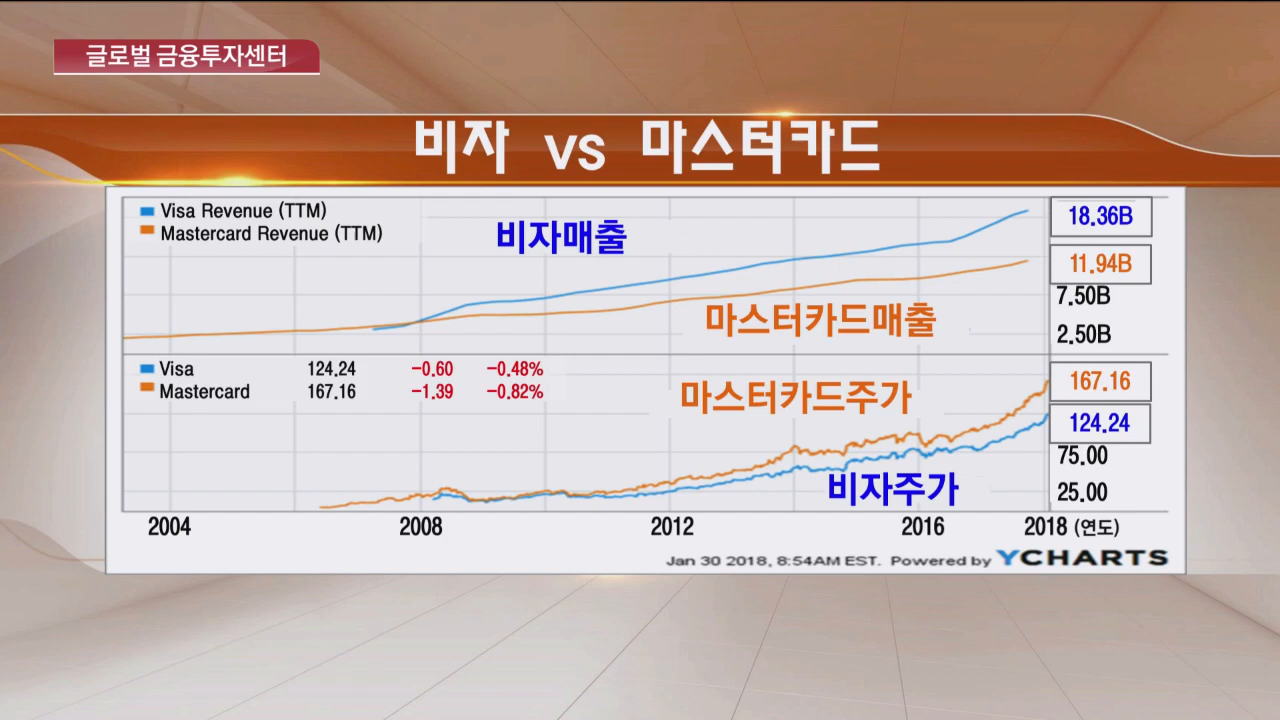 글로벌 금융투자센터
비자 vs 마스터카드
Visa Revenue (TTM)
Mastercard Revenue (TTM)
비자매출
18.36B
11.94B
마스터카드매출
7.50B
2.50B
Visa 124.24 -0.60 -0.48%
Mastercard 167.16 -1.39 -0.82%
마스터카드주가
167.16
124.24
75.00
비자주가
25.00
2004 2008 2012 2016 2018 (연도)
Jan 30 2018, 8:54AM EST. Powered by YCHARTS